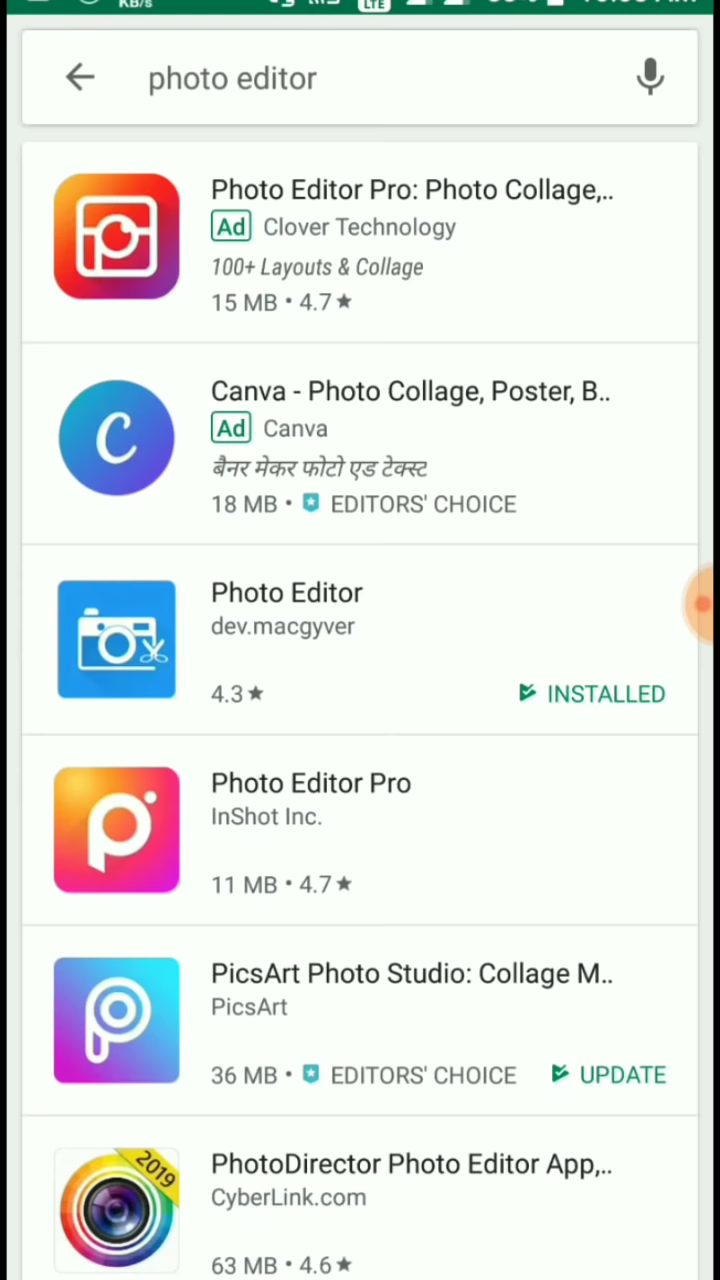 KB/s
LTE
photo editor
Photo Editor Pro: Photo Collage,..
Ad Clover Technology
100+ Layouts & Collage
15 MB • 4.7 ★
Canva - Photo Collage, Poster, B..
Ad Canva
बैनर मेकर फोटो एड टेक्स्ट
18 MB • EDITORS' CHOICE
Photo Editor
dev.macgyver
4.3 ★ INSTALLED
Photo Editor Pro
InShot Inc.
11 MB • 4.7 ★
PicsArt Photo Studio: Collage M..
PicsArt
36 MB • EDITORS' CHOICE UPDATE
2019
PhotoDirector Photo Editor App,..
CyberLink.com
63 MB • 4.6 ★